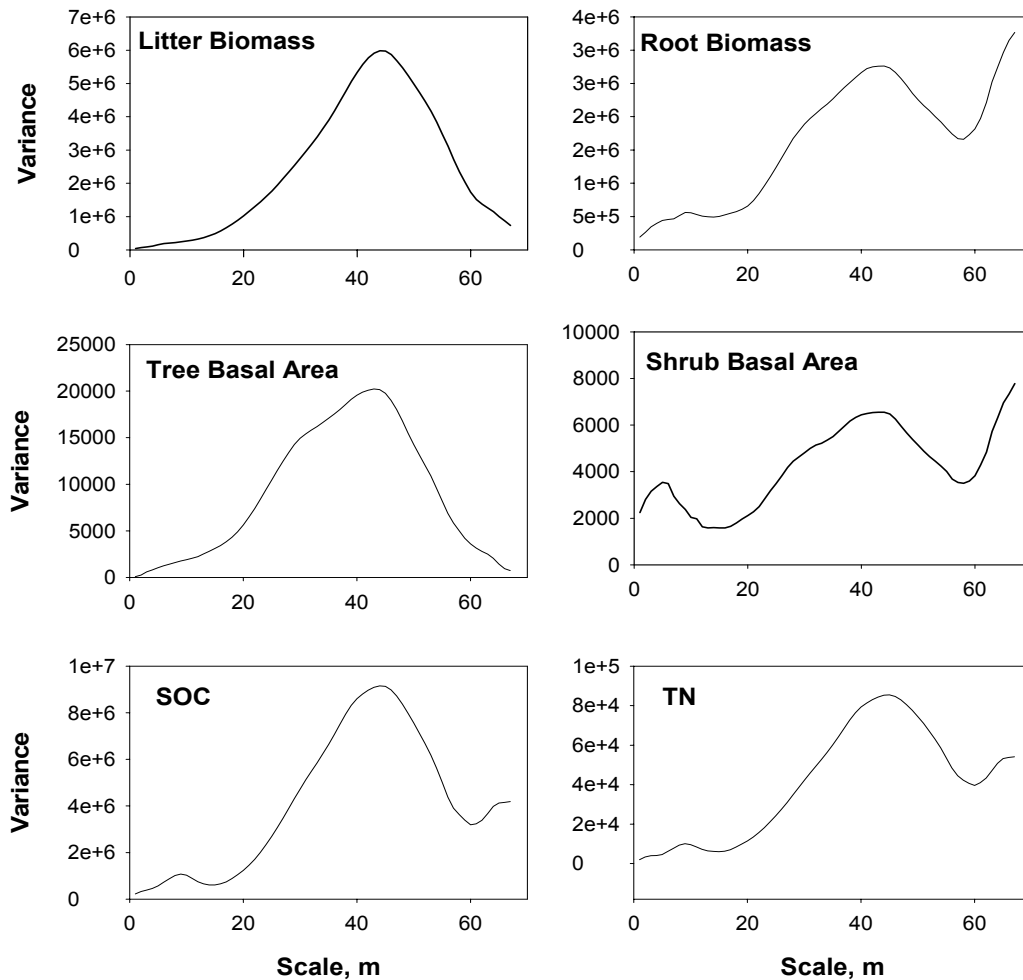 Litter Biomass
Variance
7e+6
6e+6
5e+6
4e+6
3e+6
2e+6
1e+6
0
0 20 40 60
Root Biomass
4e+6
3e+6
3e+6
2e+6
2e+6
1e+6
5e+5
0
0 20 40 60
Tree Basal Area
Variance
25000
20000
15000
10000
5000
0
0 20 40 60
Shrub Basal Area
10000
8000
6000
4000
2000
0
0 20 40 60
SOC
Variance
1e+7
8e+6
6e+6
4e+6
2e+6
0
0 20 40 60
Scale, m
TN
1e+5
8e+4
6e+4
4e+4
2e+4
0
0 20 40 60
Scale, m